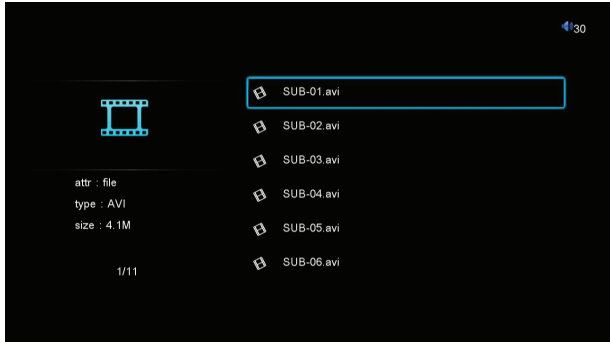 30
SUB-01.avi
SUB-02.avi
SUB-03.avi
SUB-04.avi
SUB-05.avi
SUB-06.avi
attr : file
type : AVI
size : 4.1M
1/11